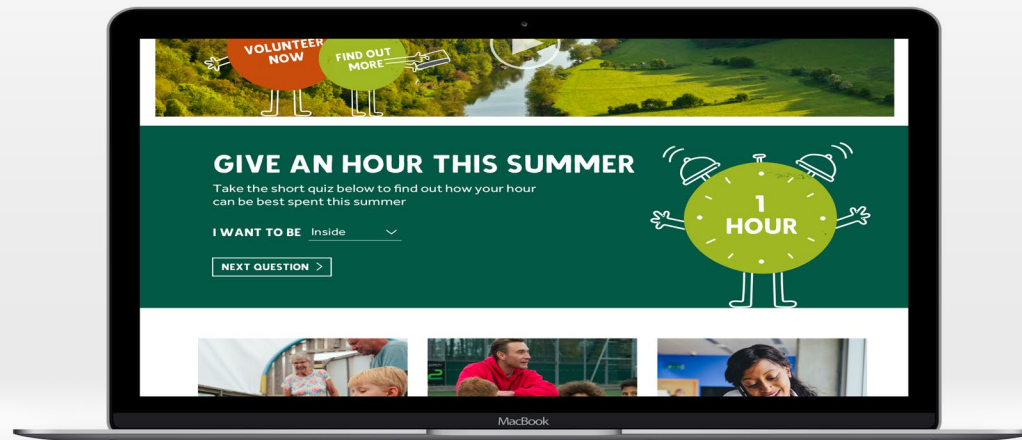 VOLUNTEER
NOW
FIND OUT
MORE
GIVE AN HOUR THIS SUMMER
Take the short quiz below to find out how your hour
can be best spent this summer
I WANT TO BE Inside
NEXT QUESTION >
1
HOUR
2
MacBook